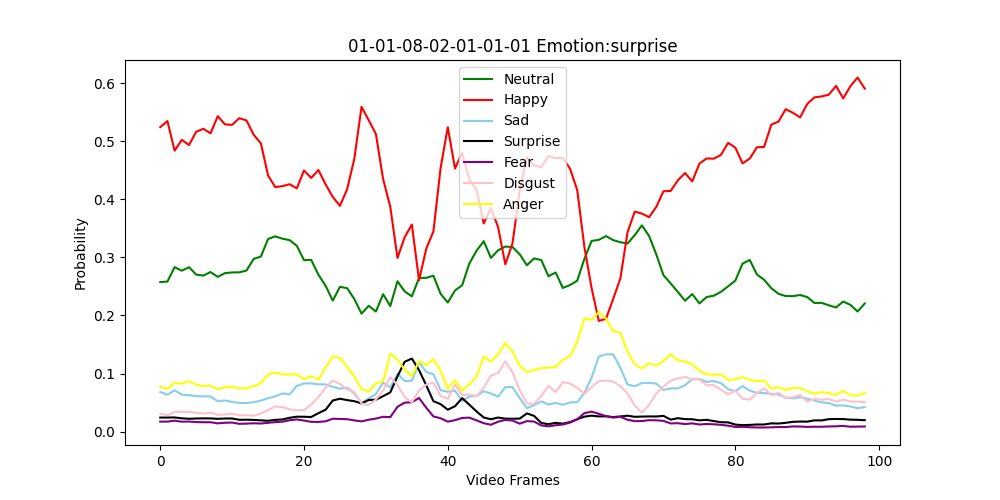 01-01-08-02-01-01-01 Emotion:surprise
Probability
0.6
0.5
0.4
0.3
0.2
0.1
0.0
Neutral
Happy
Sad
Surprise
Fear
Disgust
Anger
0 20 40 60 80 100
Video Frames